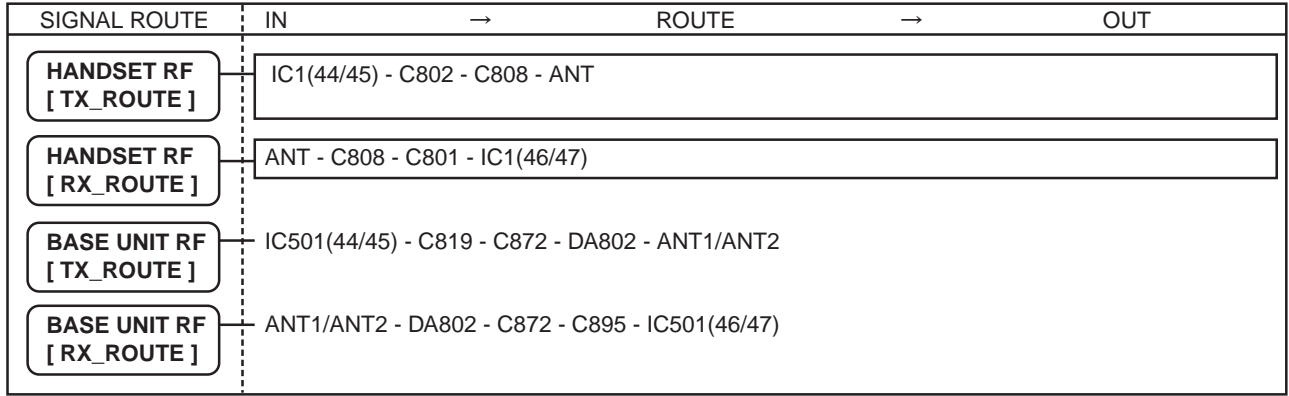 SIGNAL ROUTE IN → ROUTE → OUT
HANDSET RF
[ TX_ROUTE ]
IC1(44/45) - C802 - C808 - ANT
HANDSET RF
[ RX_ROUTE ]
ANT - C808 - C801 - IC1(46/47)
BASE UNIT RF
[ TX_ROUTE ]
IC501(44/45) - C819 - C872 - DA802 - ANT1/ANT2
BASE UNIT RF
[ RX_ROUTE ]
ANT1/ANT2 - DA802 - C872 - C895 - IC501(46/47)